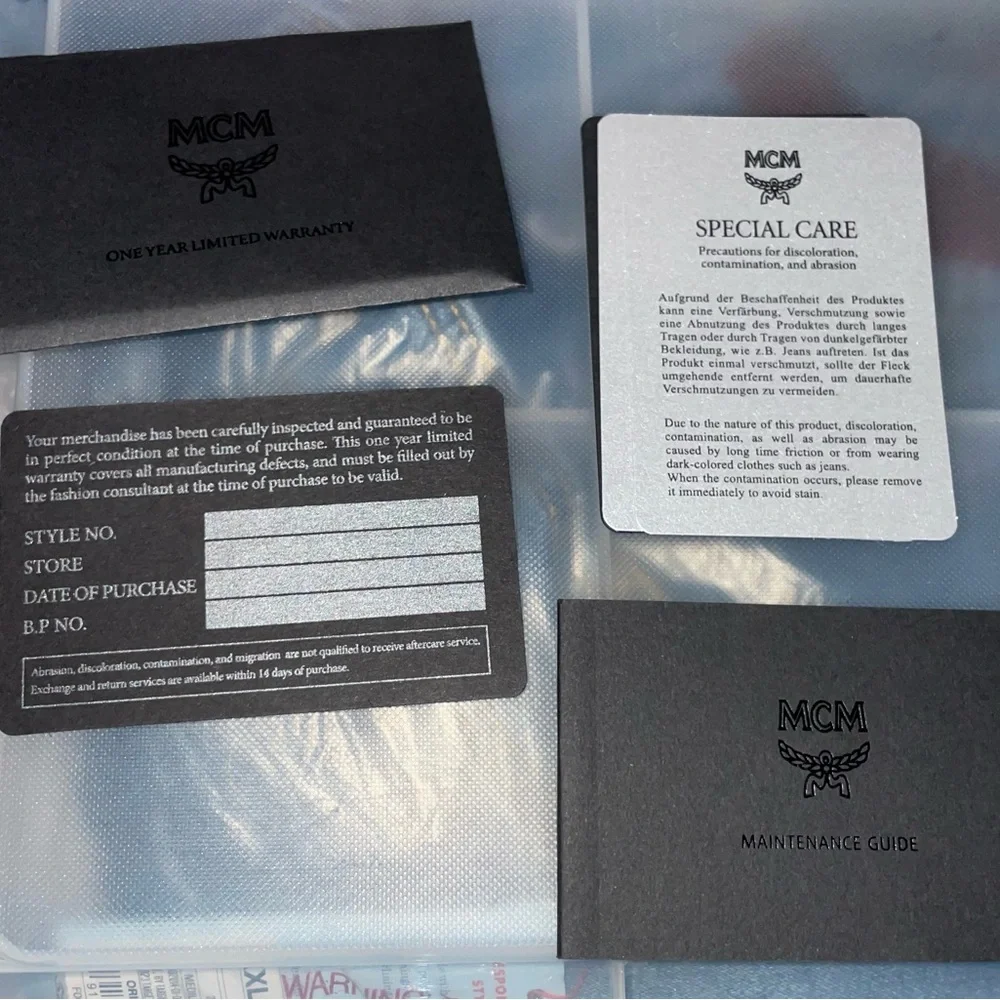 MCM
ONE YEAR LIMITED WARRANTY
MCM
SPECIAL CARE
Precautions for discoloration,
contamination, and abrasion
Aufgrund der Beschaffenheit des Produktes
kann eine Verfärbung, Verschmutzung sowie
eine Abnutzung des Produktes durch langes
Tragen oder durch Tragen von dunkelgefärbter
Bekleidung, wie z.B. Jeans auftreten. Ist das
Produkt einmal verschmutzt, sollte der Fleck
umgehende entfernt werden, um dauerhafte
Verschmutzungen zu vermeiden.
Due to the nature of this product, discoloration,
contamination, as well as abrasion may be
caused by long time friction or from wearing
dark-colored clothes such as jeans.
When the contamination occurs, please remove
it immediately to avoid stain.
Your merchandise has been carefully inspected and guaranteed to be
in perfect condition at the time of purchase. This one year limited
warranty covers all manufacturing defects, and must be filled out by
the fashion consultant at the time of purchase to be valid.
STYLE NO.
STORE
DATE OF PURCHASE
B.P NO.
Abrasion, discoloration, contamination, and migration are not qualified to receive aftercare service.
Exchange and return services are available within 14 days of purchase.
MCM
MAINTENANCE GUIDE
XL
WARNING